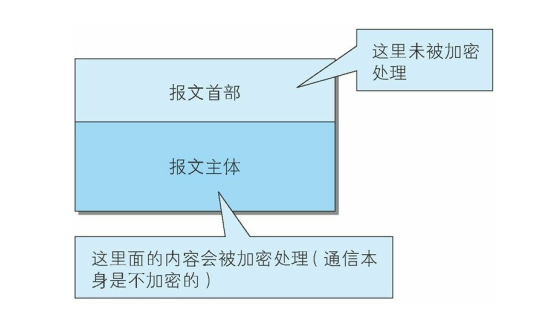 这里未被加密
处理
报文首部
报文主体
这里面的内容会被加密处理(通信本
身是不加密的)